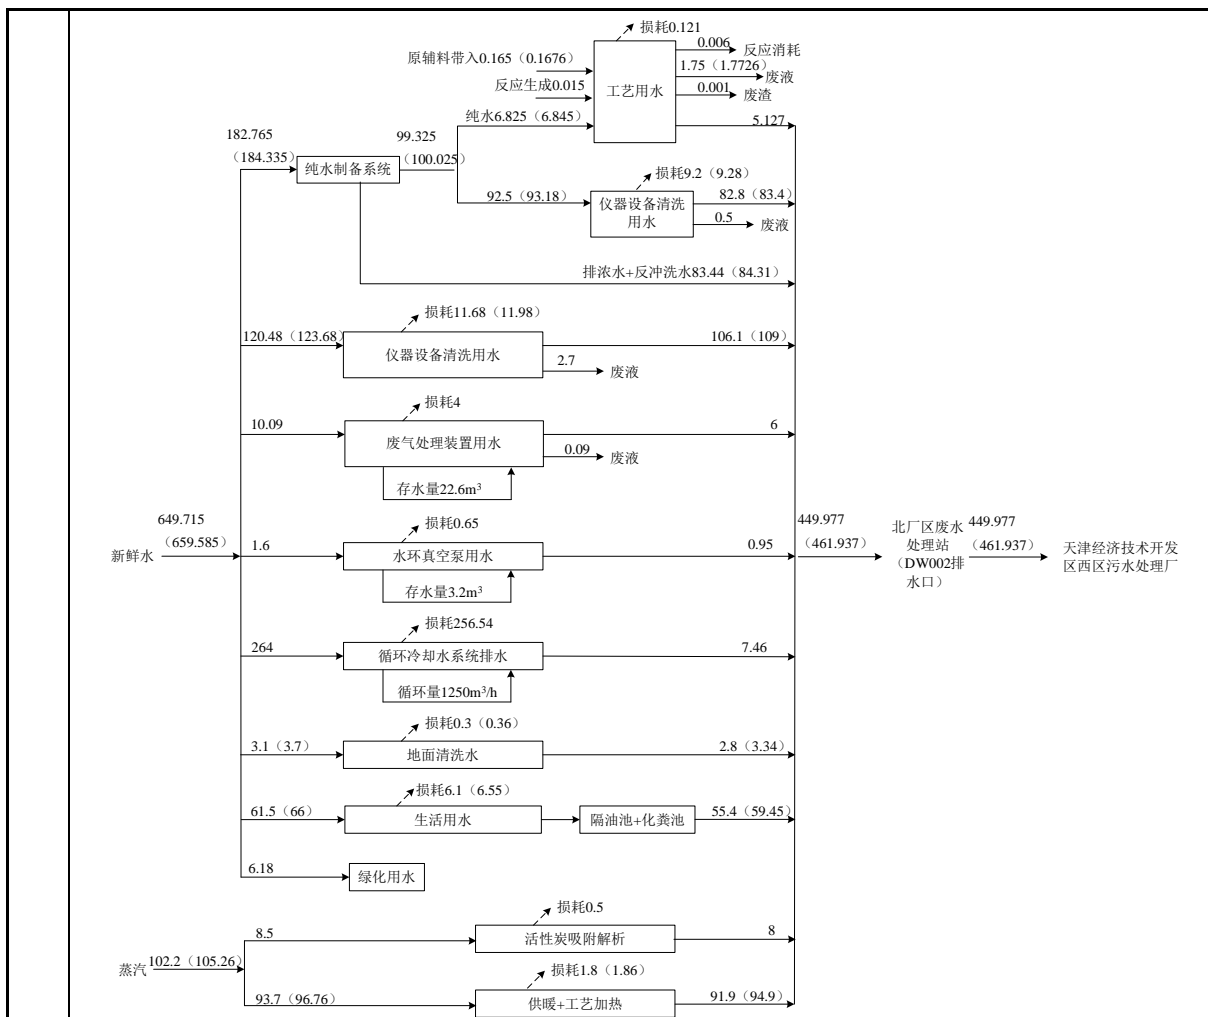 损耗0.121
0.006
反应消耗
原辅料带入0.165（0.1676）
1.75（1.7726）
废液
反应生成0.015
工艺用水
0.001
废渣
纯水6.825（6.845）
5.127
182.765
（184.335）
99.325
（100.025）
纯水制备系统
损耗9.2（9.28）
92.5（93.18）
仪器设备清洗
用水
82.8（83.4）
0.5
废液
排浓水+反冲洗水83.44（84.31）
损耗11.68（11.98）
120.48（123.68）
仪器设备清洗用水
106.1（109）
2.7
废液
损耗4
10.09
废气处理装置用水
6
0.09
废液
存水量22.6m³
649.715
（659.585）
新鲜水
损耗0.65
1.6
水环真空泵用水
0.95
存水量3.2m³
449.977
（461.937）
北厂区废水
处理站
（DW002排
水口）
449.977
（461.937）
天津经济技术开发
区西区污水处理厂
损耗256.54
264
循环冷却水系统排水
7.46
循环量1250m³/h
损耗0.3（0.36）
3.1（3.7）
地面清洗水
2.8（3.34）
损耗6.1（6.55）
61.5（66）
生活用水
隔油池+化粪池
55.4（59.45）
6.18
绿化用水
损耗0.5
8.5
活性炭吸附解析
8
蒸汽
102.2（105.26）
损耗1.8（1.86）
93.7（96.76）
供暖+工艺加热
91.9（94.9）